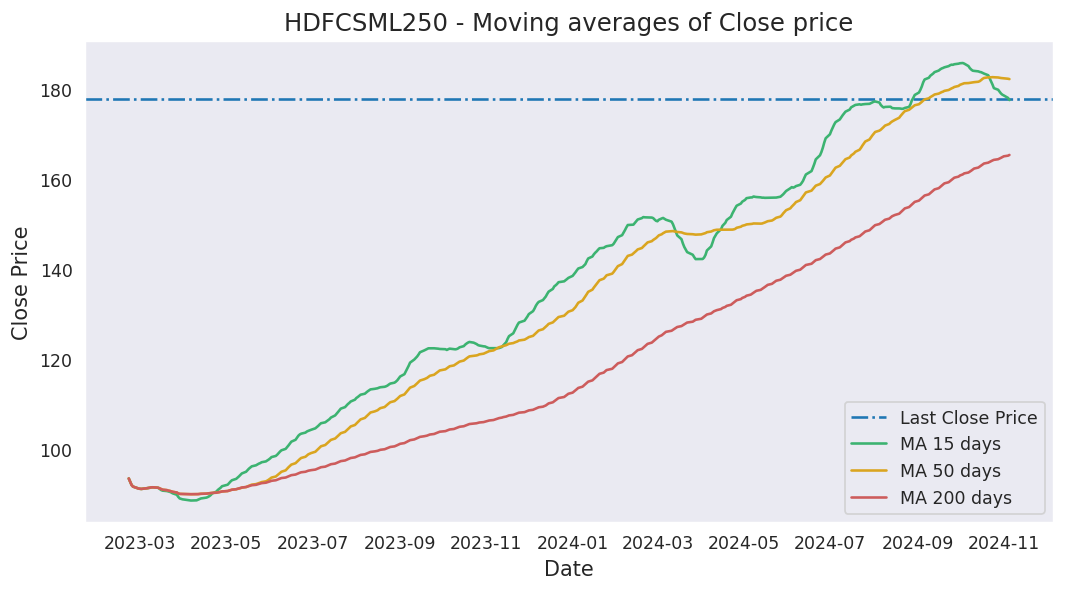 HDFCSML250 - Moving averages of Close price
Close Price
180
160
140
120
100
Last Close Price
MA 15 days
MA 50 days
MA 200 days
2023-03 2023-05 2023-07 2023-09 2023-11 2024-01 2024-03 2024-05 2024-07 2024-09 2024-11
Date